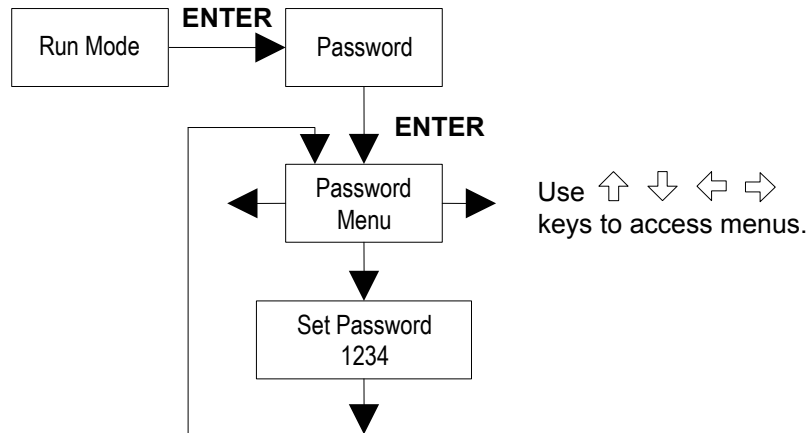 ENTER
Run Mode
Password
ENTER
Password
Menu
Use ⇧ ⇩ ⇦ ⇨
keys to access menus.
Set Password
1234